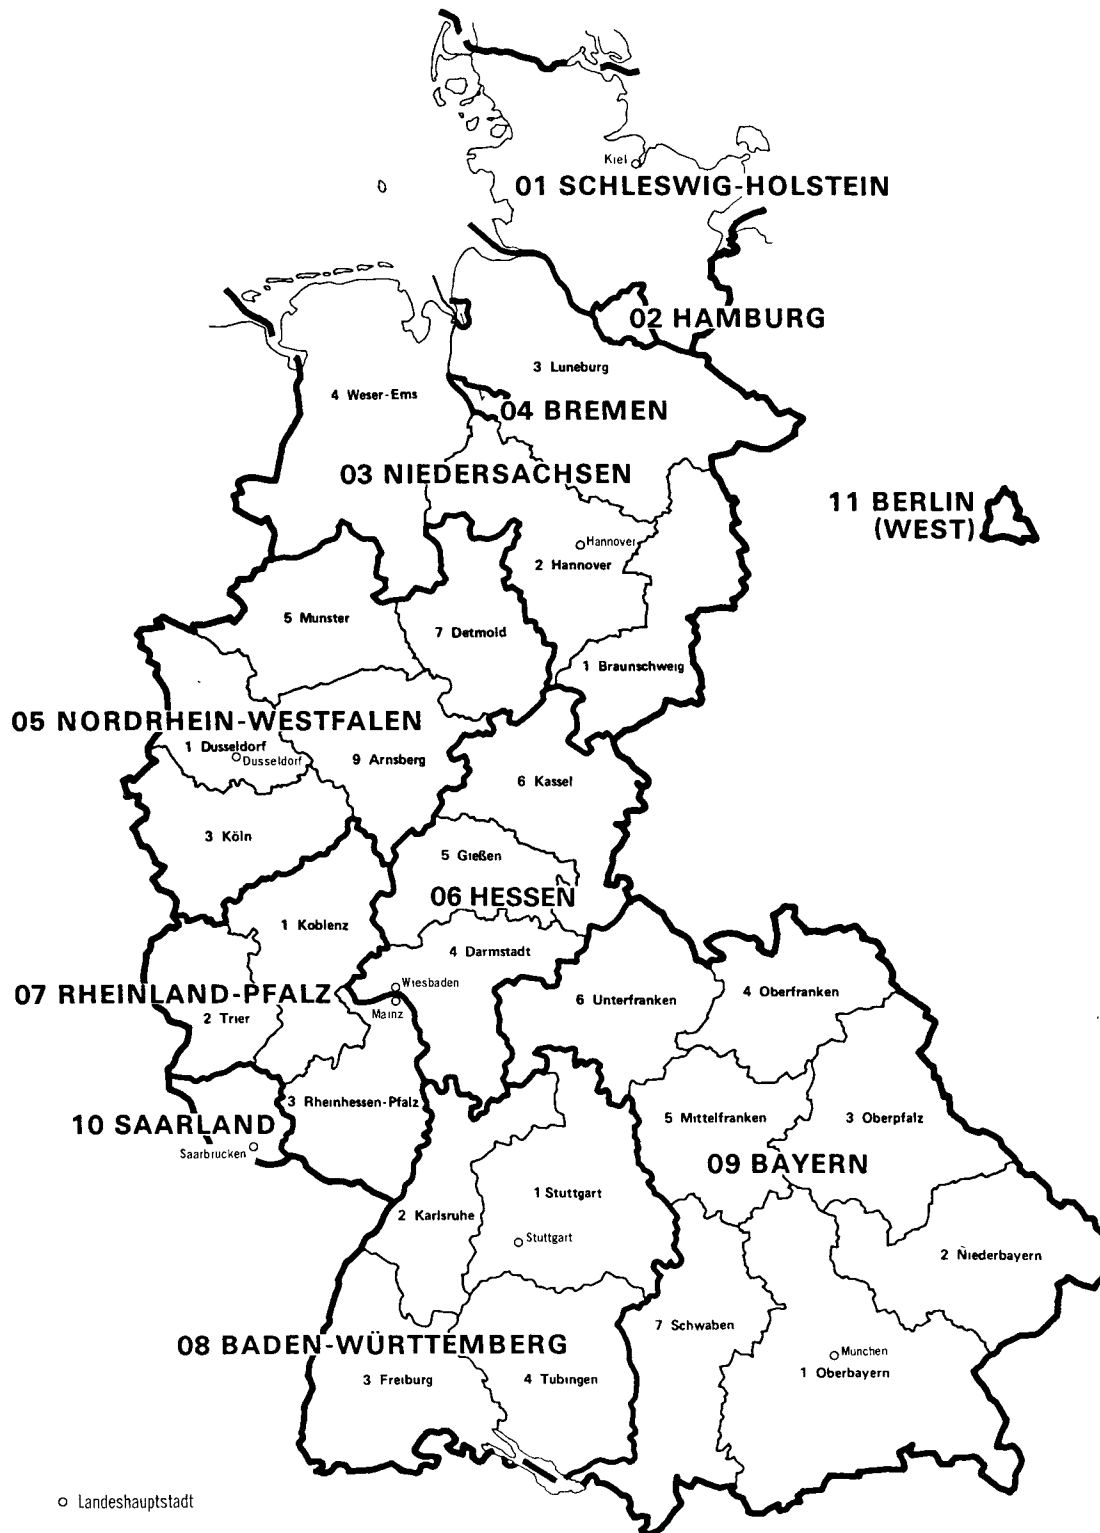 Kiel
01 SCHLESWIG-HOLSTEIN
02 HAMBURG
3 Luneburg
4 Weser-Ems
04 BREMEN
03 NIEDERSACHSEN
11 BERLIN
(WEST)
Hannover
2 Hannover
5 Munster
7 Detmold
1 Braunschweig
05 NORDRHEIN-WESTFALEN
1 Dusseldorf
Dusseldorf
9 Arnsberg
6 Kassel
3 Köln
5 Gießen
06 HESSEN
1 Koblenz
4 Darmstadt
Wiesbaden
07 RHEINLAND-PFALZ
Mainz
2 Trier
6 Unterfranken
4 Oberfranken
3 Rheinhessen-Pfalz
10 SAARLAND
Saarbrucken
5 Mittelfranken
3 Oberpfalz
09 BAYERN
1 Stuttgart
2 Karlsruhe
Stuttgart
2 Niederbayern
7 Schwaben
08 BADEN-WÜRTTEMBERG
München
1 Oberbayern
3 Freiburg
4 Tubingen
Landeshauptstadt